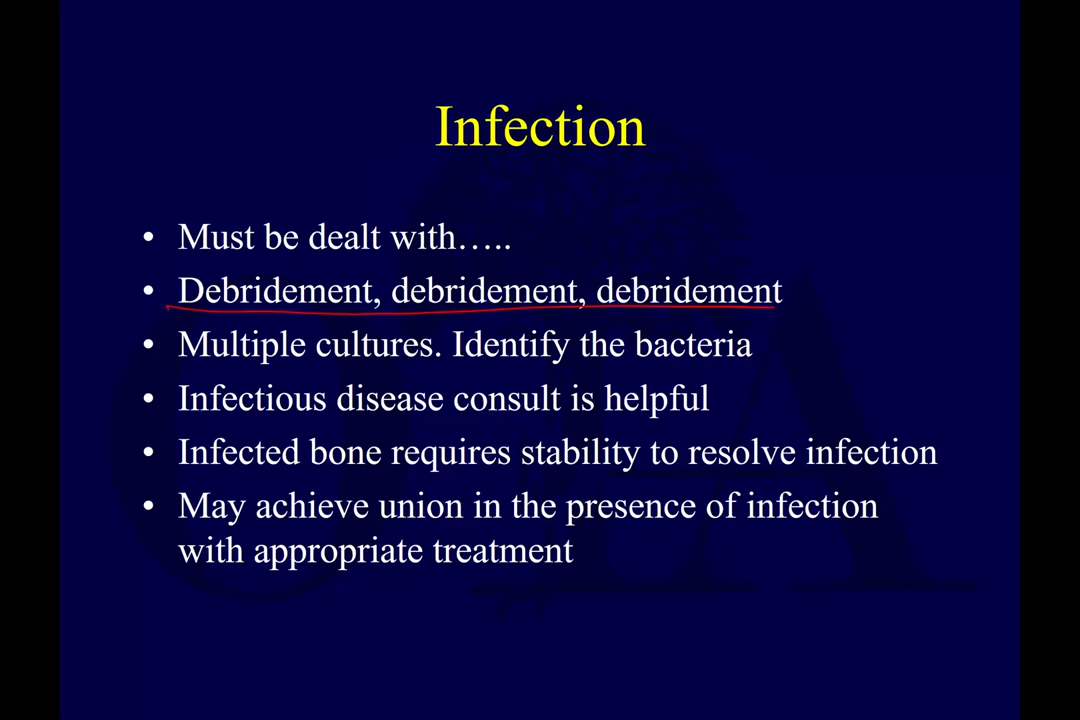 Infection
• Must be dealt with…..
• Debridement, debridement, debridement
• Multiple cultures. Identify the bacteria
• Infectious disease consult is helpful
• Infected bone requires stability to resolve infection
• May achieve union in the presence of infection
with appropriate treatment
OTA